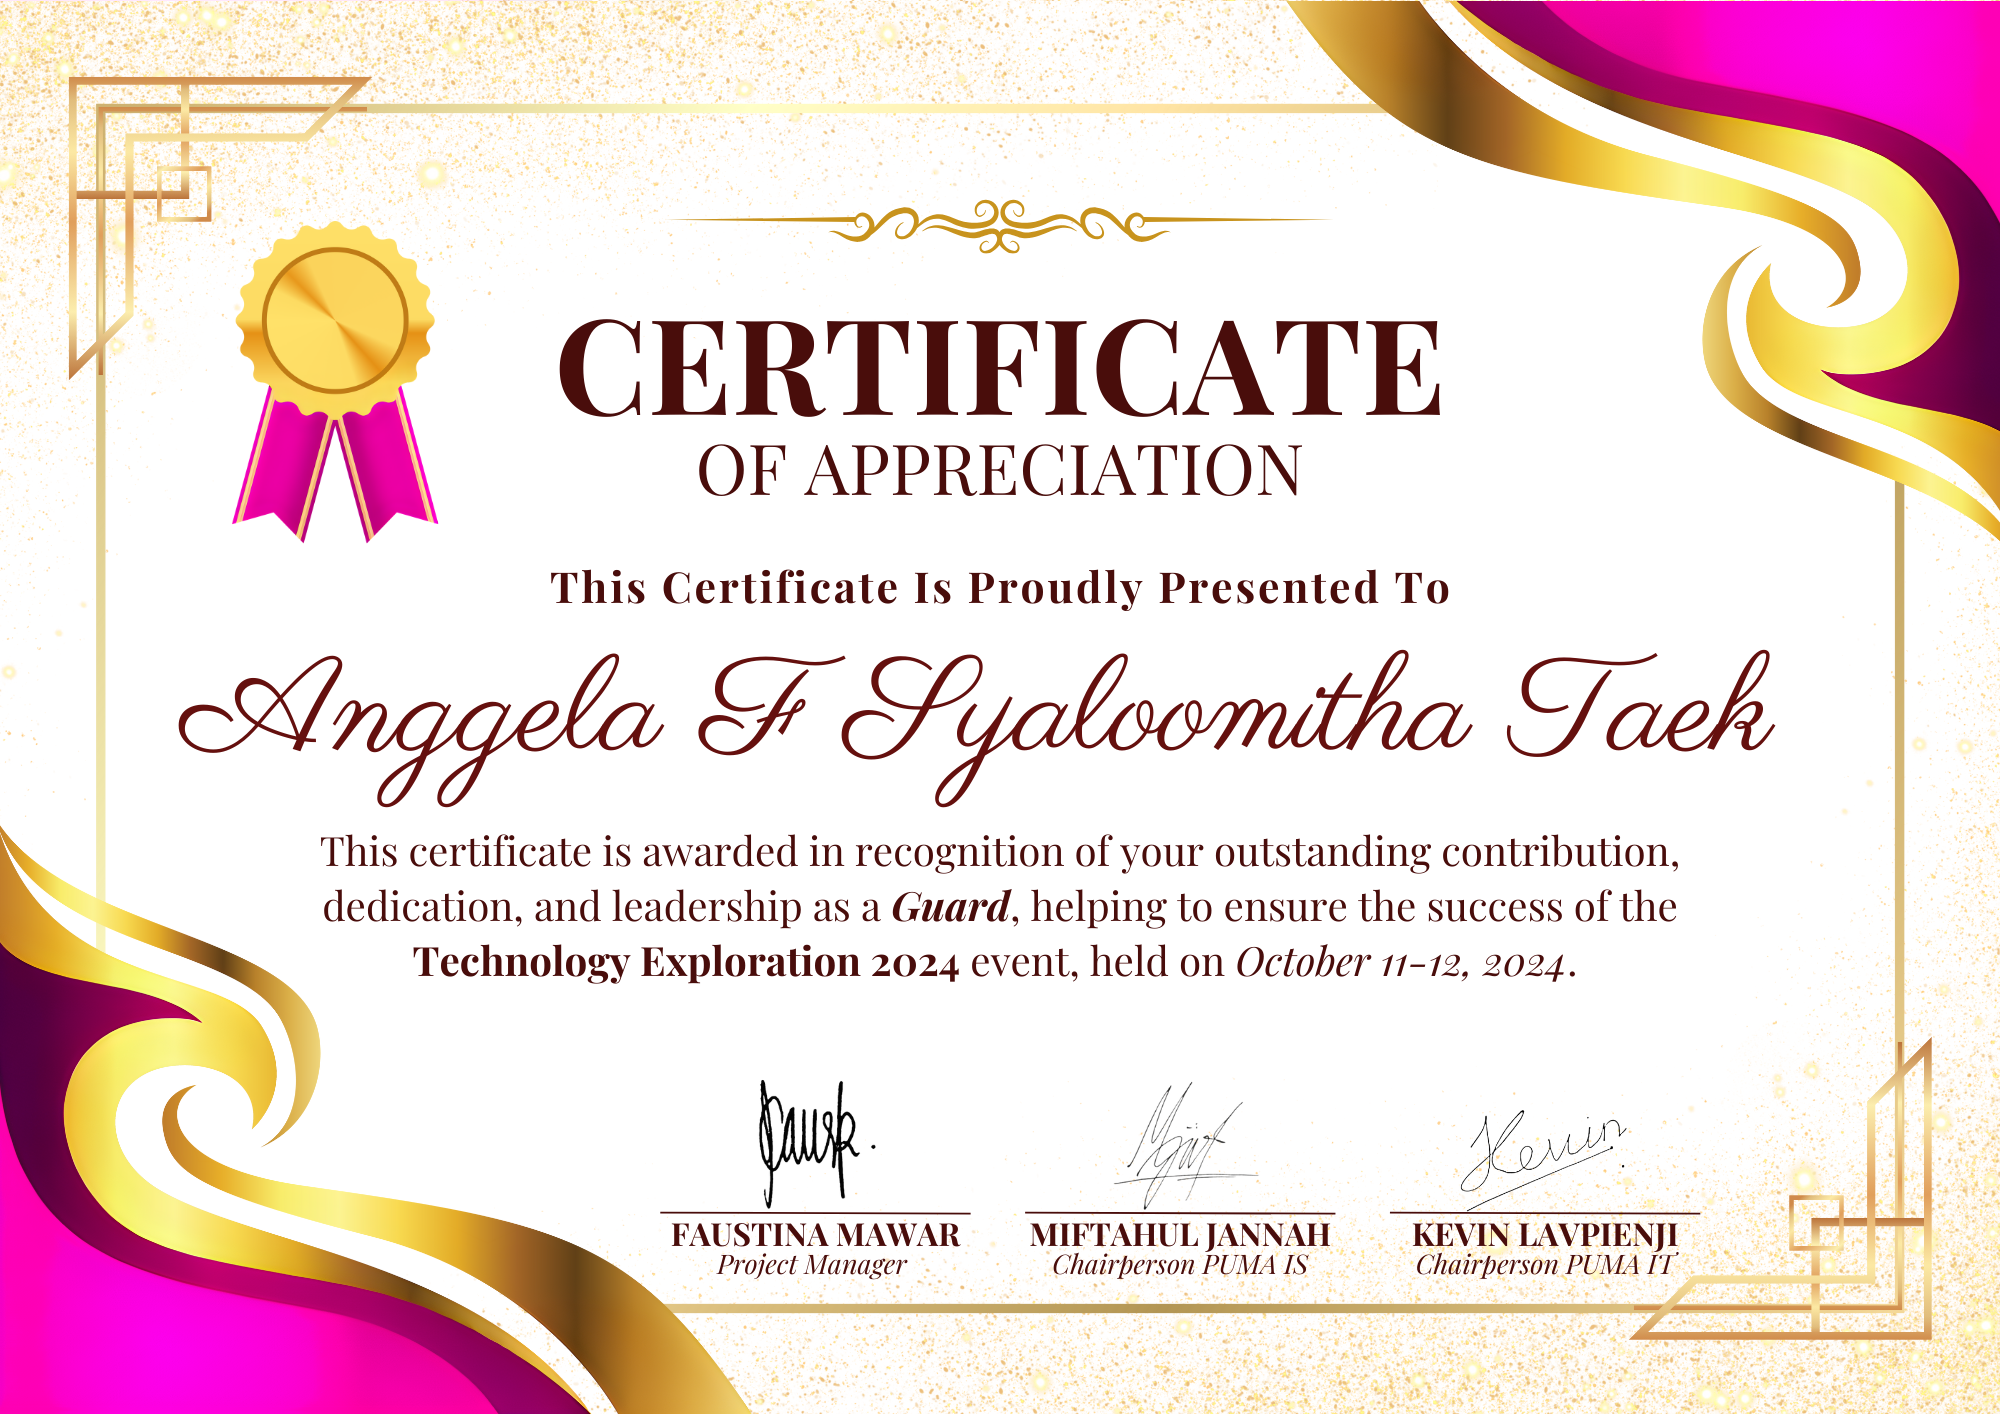 CERTIFICATE
OF APPRECIATION
This Certificate Is Proudly Presented To
Anggela F Syaloomitha Taek
This certificate is awarded in recognition of your outstanding contribution,
dedication, and leadership as a Guard, helping to ensure the success of the
Technology Exploration 2024 event, held on October 11-12, 2024.
Kevin
FAUSTINA MAWAR
MIFTAHUL JANNAH
KEVIN LAVPIENJI
Project Manager
Chairperson PUMA IS
Chairperson PUMA IT